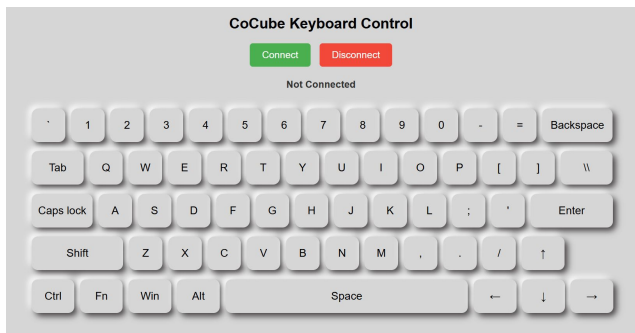 CoCube Keyboard Control
Connect Disconnect
Not Connected
` 1 2 3 4 5 6 7 8 9 0 - = Backspace
Tab Q W E R T Y U I O P [ ] \\
Caps lock A S D F G H J K L ; ' Enter
Shift Z X C V B N M , . / ↑
Ctrl Fn Win Alt Space ← ↓ →